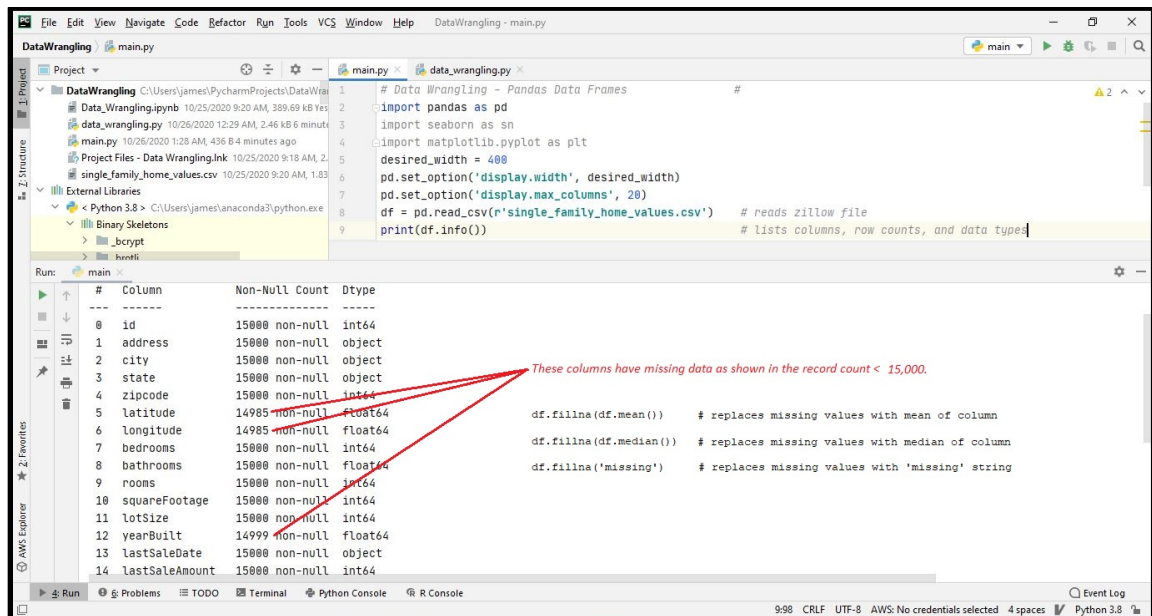 PC File Edit View Navigate Code Refactor Run Tools VCS Window Help DataWrangling - main.py
DataWrangling main.py main
Project main.py data_wrangling.py
1: Project
DataWrangling C:\Users\james\PycharmProjects\DataWra
Data_Wrangling.ipynb 10/25/2020 9:20 AM, 389.69 kB Yes
data_wrangling.py 10/26/2020 12:29 AM, 2.46 kB 6 minute
main.py 10/26/2020 1:28 AM, 436 B 4 minutes ago
Project Files - Data Wrangling.lnk 10/25/2020 9:18 AM, 2.
single_family_home_values.csv 10/25/2020 9:20 AM, 1.83
External Libraries
< Python 3.8 > C:\Users\james\anaconda3\python.exe
Binary Skeletons
_bcrypt
_brotli
Z: Structure
1 # Data Wrangling - Pandas Data Frames #
2 import pandas as pd
3 import seaborn as sn
4 import matplotlib.pyplot as plt
5 desired_width = 400
6 pd.set_option('display.width', desired_width)
7 pd.set_option('display.max_columns', 20)
8 df = pd.read_csv(r'single_family_home_values.csv') # reads zillow file
9 print(df.info()) # lists columns, row counts, and data types
2
Run: main
# Column Non-Null Count Dtype
--- ------ -------------- -----
0 id 15000 non-null int64
1 address 15000 non-null object
2 city 15000 non-null object
3 state 15000 non-null object
4 zipcode 15000 non-null int64
5 latitude 14985 non-null float64
6 longitude 14985 non-null float64
7 bedrooms 15000 non-null int64
8 bathrooms 15000 non-null float64
9 rooms 15000 non-null int64
10 squareFootage 15000 non-null int64
11 lotSize 15000 non-null int64
12 yearBuilt 14999 non-null float64
13 lastSaleDate 15000 non-null object
14 lastSaleAmount 15000 non-null int64
These columns have missing data as shown in the record count < 15,000.
df.fillna(df.mean()) # replaces missing values with mean of column
df.fillna(df.median()) # replaces missing values with median of column
df.fillna('missing') # replaces missing values with 'missing' string
2: Favorites
AWS Explorer
4: Run 6: Problems TODO Terminal Python Console R Console Event Log
9:98 CRLF UTF-8 AWS: No credentials selected 4 spaces Python 3.8